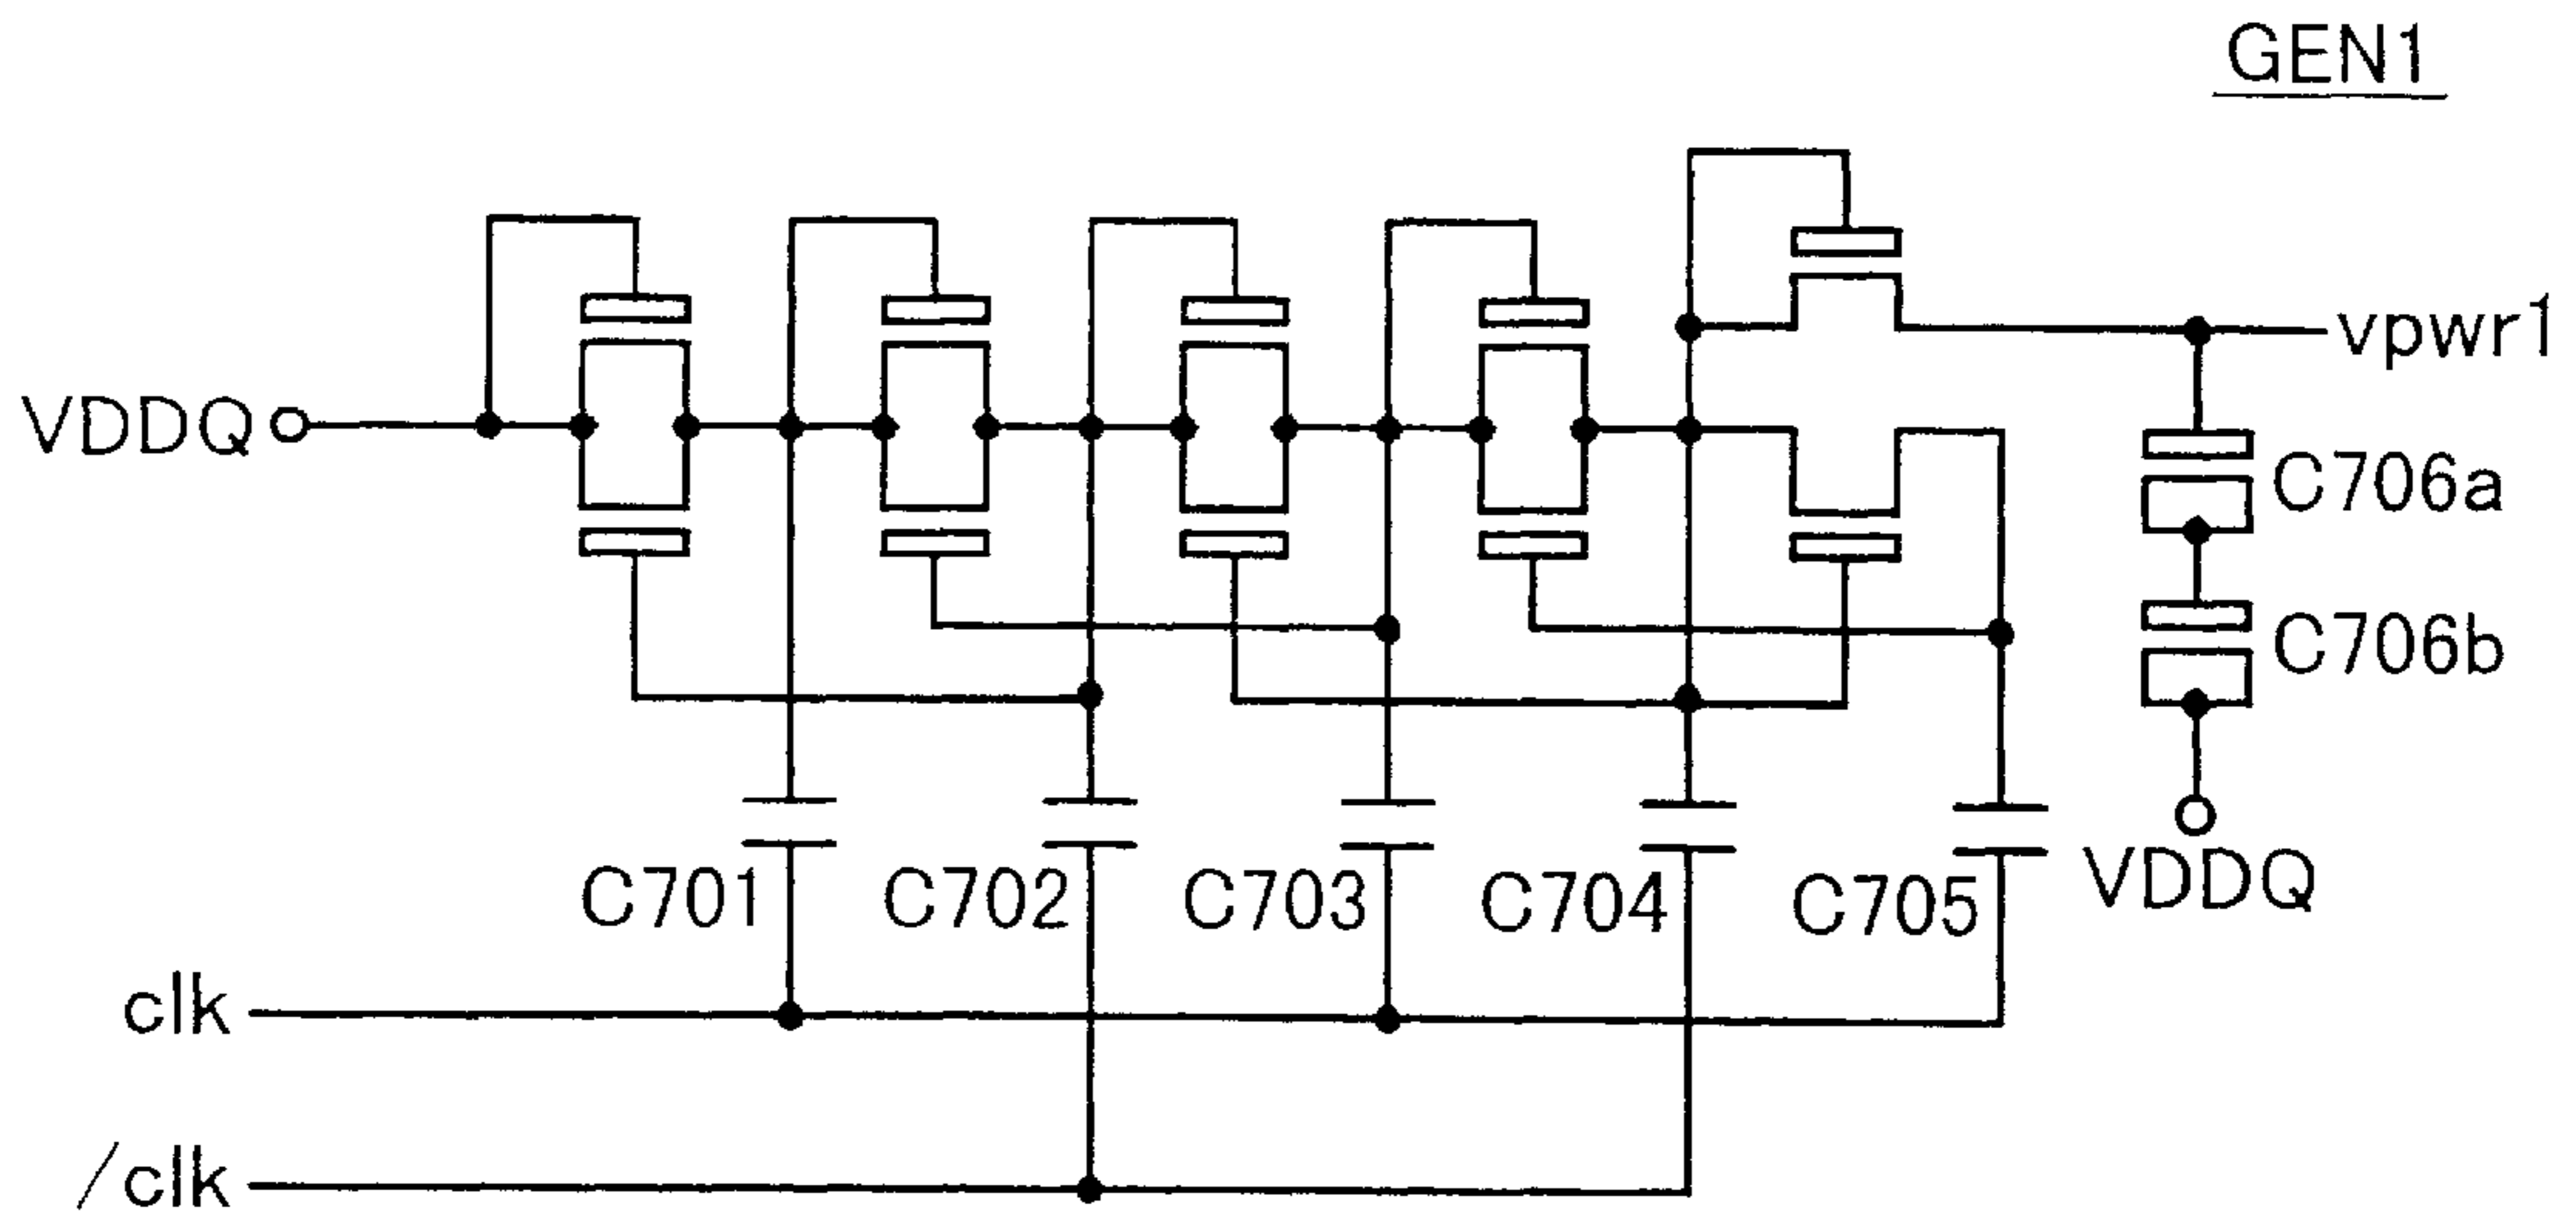 GEN1
vpwr1
VDDQ
C706a
C706b
VDDQ
C701
C702
C703
C704
C705
clk
/clk